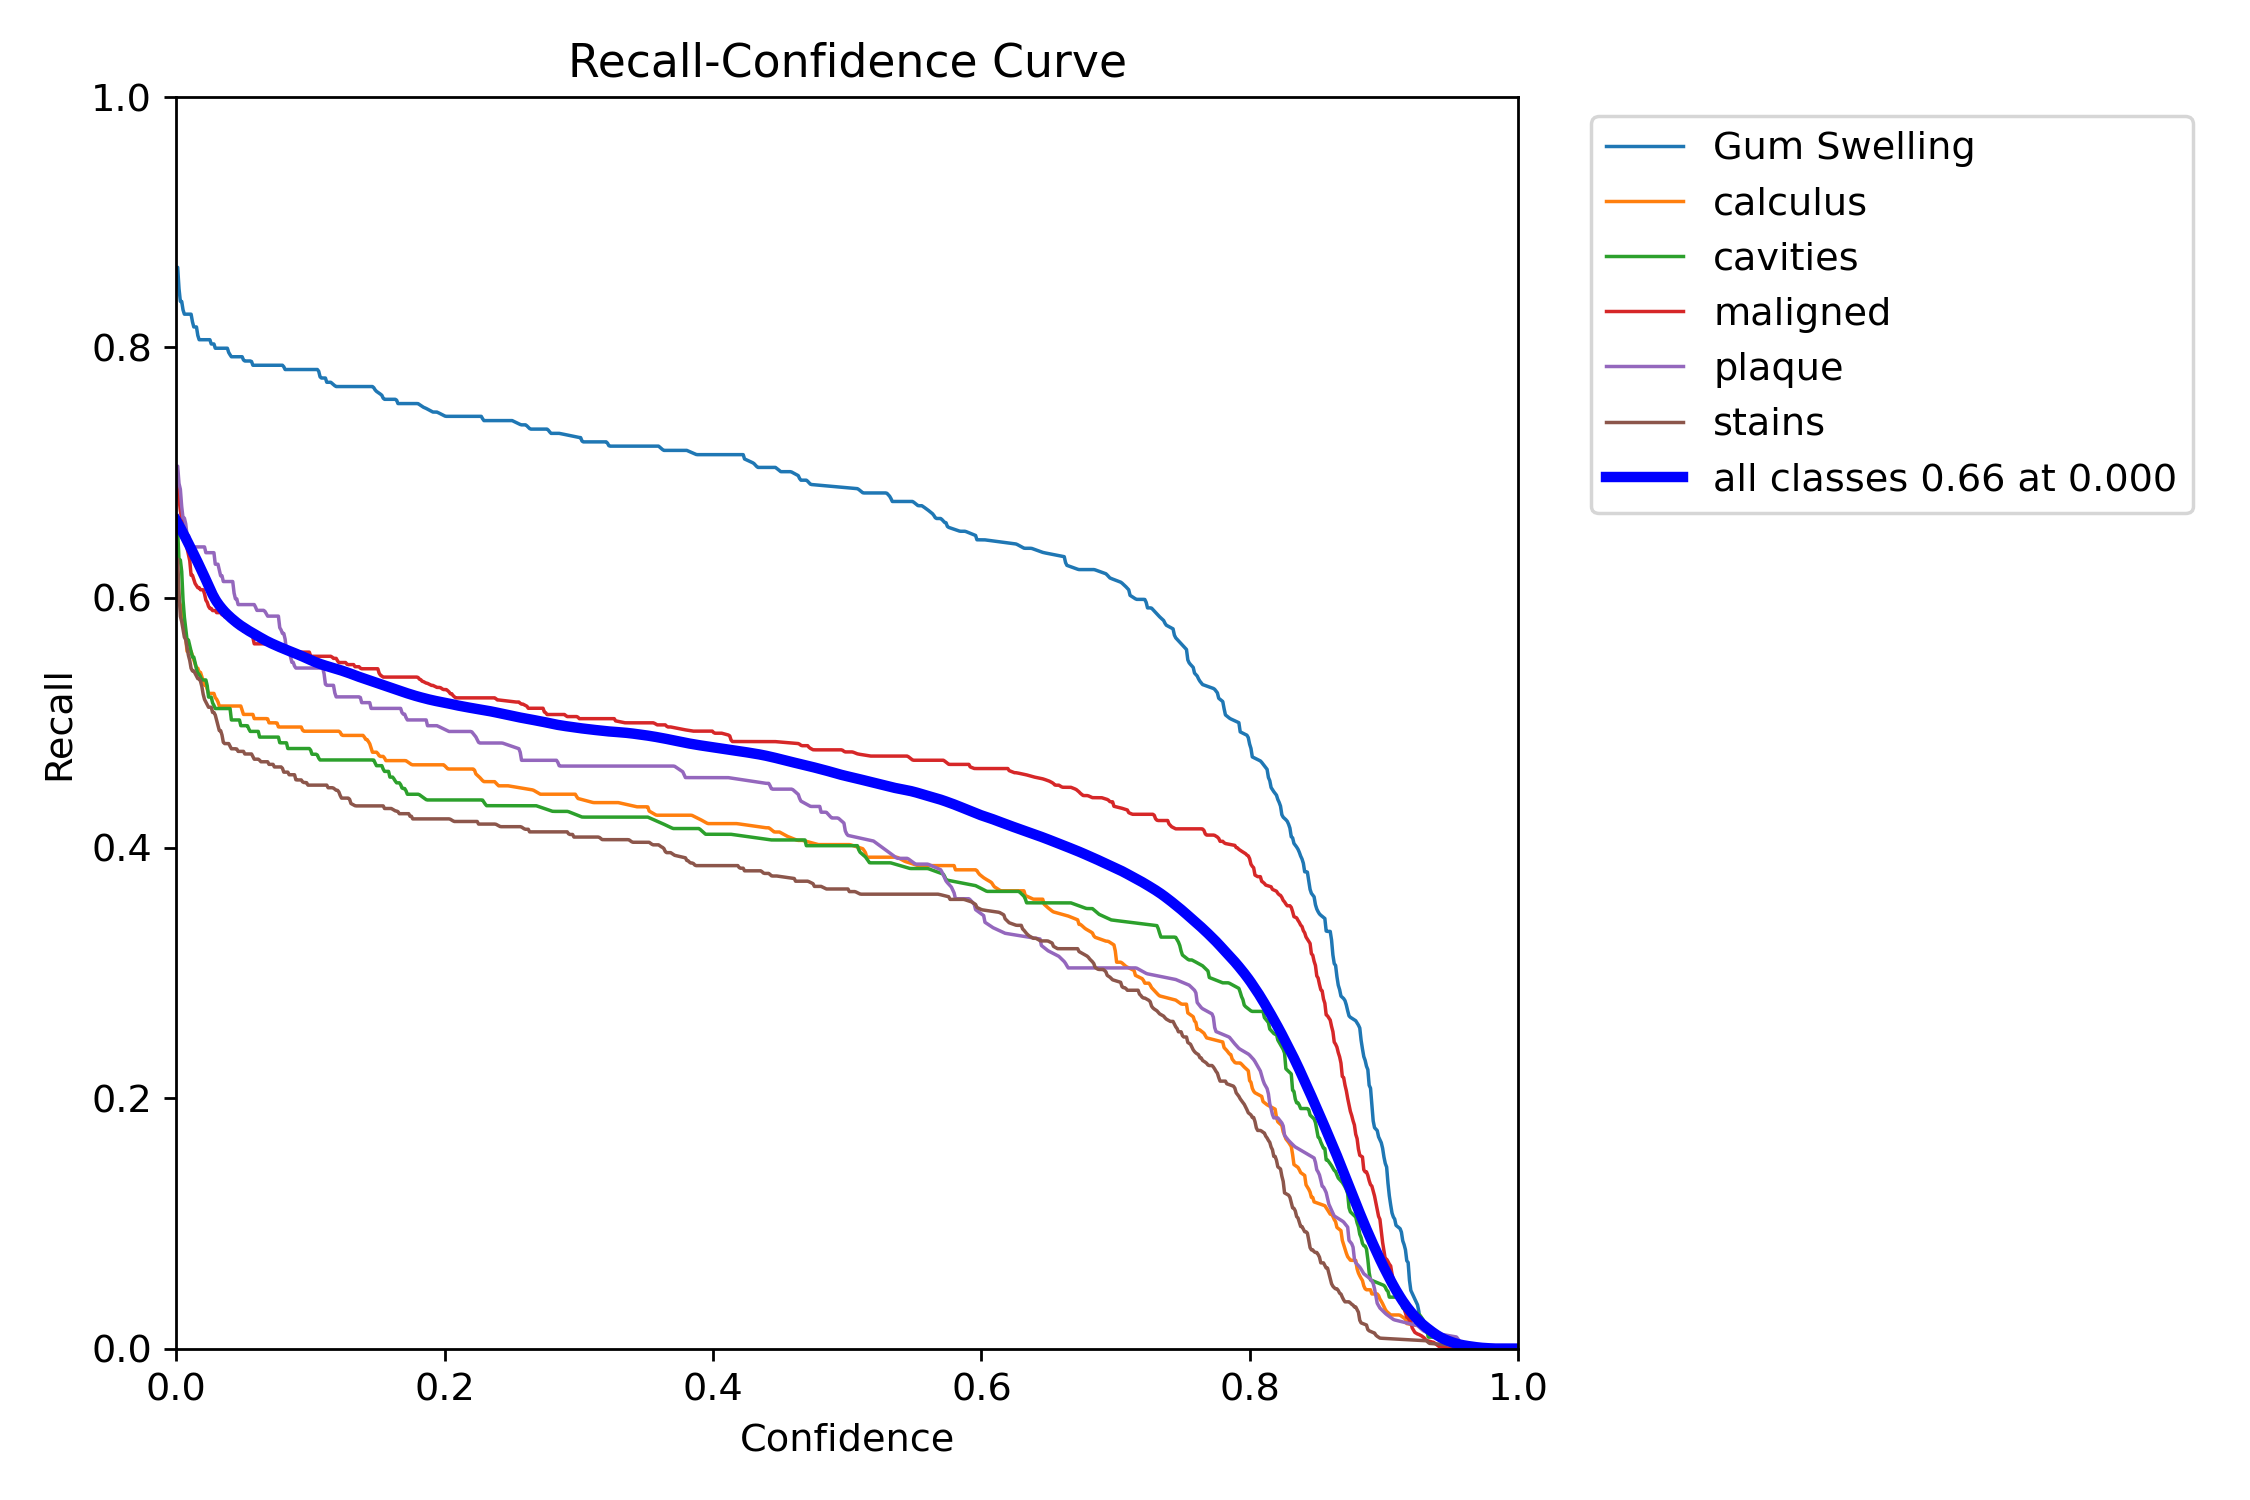 Recall-Confidence Curve
1.0
0.8
0.6
0.4
0.2
0.0
Recall
0.0 0.2 0.4 0.6 0.8 1.0
Confidence
Gum Swelling
calculus
cavities
maligned
plaque
stains
all classes 0.66 at 0.000